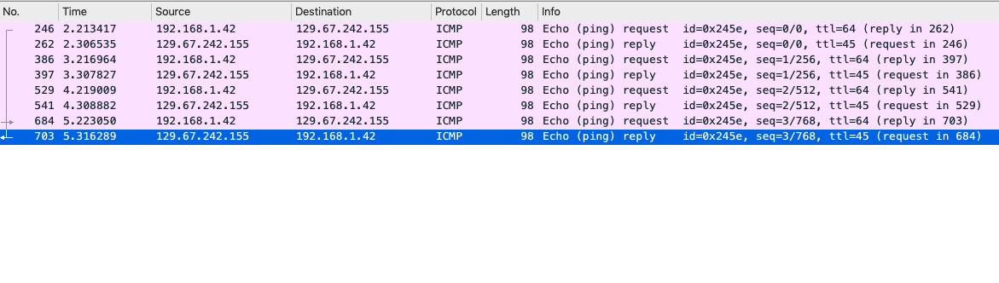 No. Time Source Destination Protocol Length Info
246 2.213417 192.168.1.42 129.67.242.155 ICMP 98 Echo (ping) request id=0x245e, seq=0/0, ttl=64 (reply in 262)
262 2.306535 129.67.242.155 192.168.1.42 ICMP 98 Echo (ping) reply id=0x245e, seq=0/0, ttl=45 (request in 246)
386 3.216964 192.168.1.42 129.67.242.155 ICMP 98 Echo (ping) request id=0x245e, seq=1/256, ttl=64 (reply in 397)
397 3.307827 129.67.242.155 192.168.1.42 ICMP 98 Echo (ping) reply id=0x245e, seq=1/256, ttl=45 (request in 386)
529 4.219009 192.168.1.42 129.67.242.155 ICMP 98 Echo (ping) request id=0x245e, seq=2/512, ttl=64 (reply in 541)
541 4.308882 129.67.242.155 192.168.1.42 ICMP 98 Echo (ping) reply id=0x245e, seq=2/512, ttl=45 (request in 529)
684 5.223050 192.168.1.42 129.67.242.155 ICMP 98 Echo (ping) request id=0x245e, seq=3/768, ttl=64 (reply in 703)
703 5.316289 129.67.242.155 192.168.1.42 ICMP 98 Echo (ping) reply id=0x245e, seq=3/768, ttl=45 (request in 684)